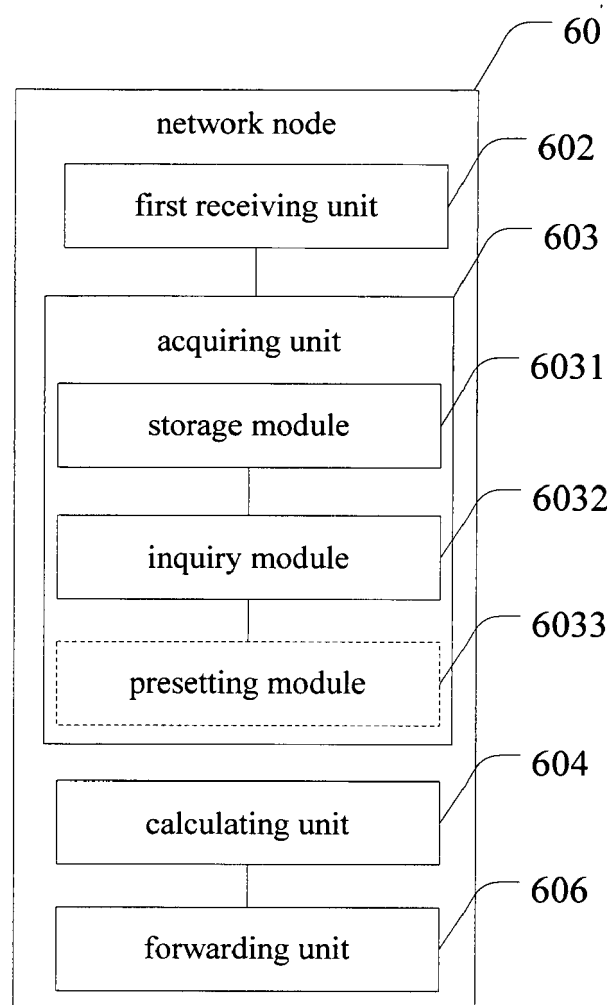 60
network node
602
first receiving unit
603
acquiring unit
6031
storage module
6032
inquiry module
6033
presetting module
604
calculating unit
606
forwarding unit